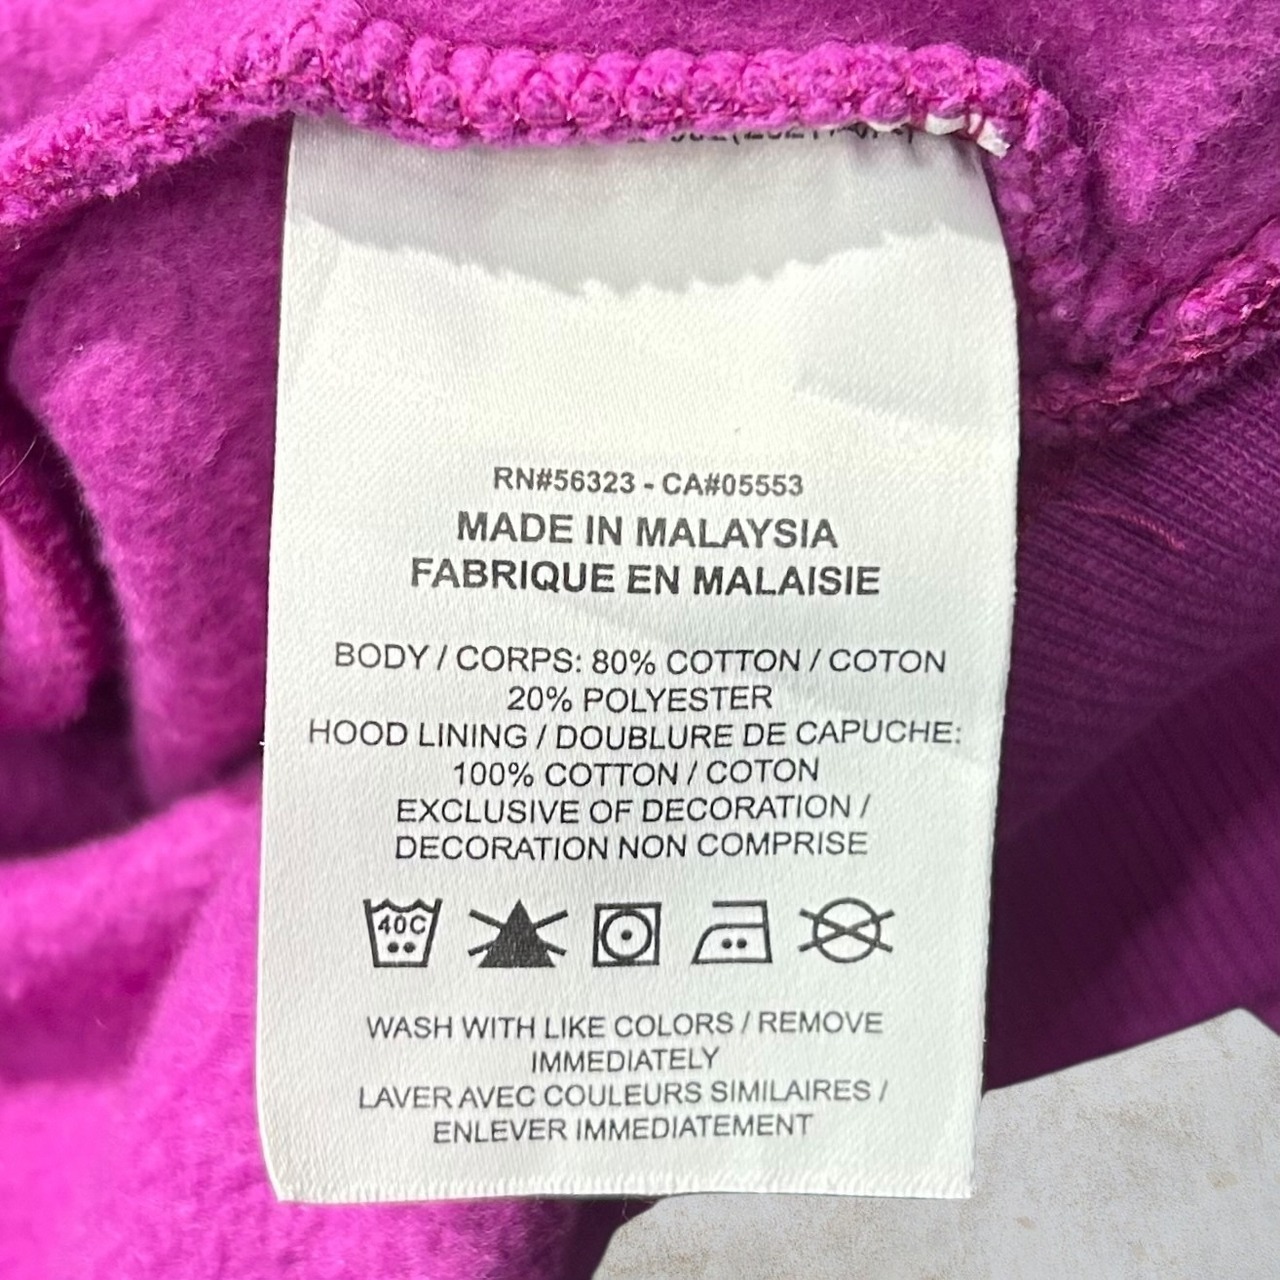 RN#56323 - CA#05553
MADE IN MALAYSIA
FABRIQUE EN MALAISIE
BODY / CORPS: 80% COTTON / COTON
20% POLYESTER
HOOD LINING / DOUBLURE DE CAPUCHE:
100% COTTON / COTON
EXCLUSIVE OF DECORATION /
DECORATION NON COMPRISE
40C
WASH WITH LIKE COLORS / REMOVE
IMMEDIATELY
LAVER AVEC COULEURS SIMILAIRES /
ENLEVER IMMEDIATEMENT